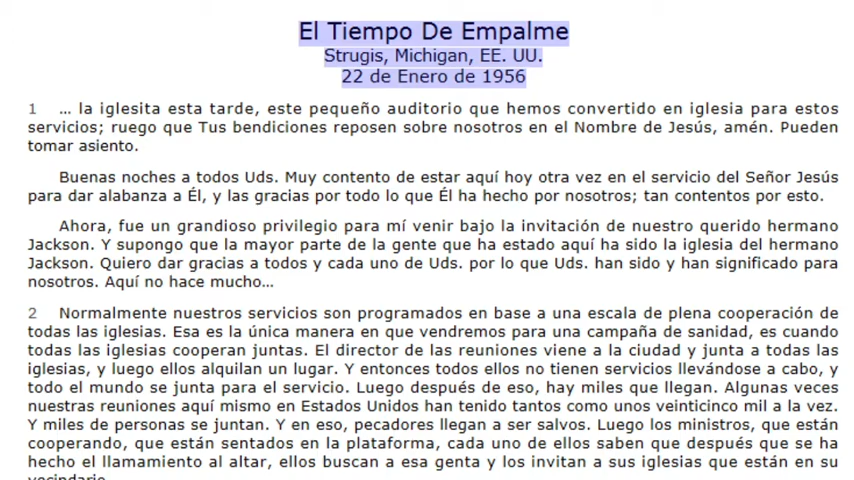 El Tiempo De Empalme
Strugis, Michigan, EE. UU.
22 de Enero de 1956
1 ... la iglesita esta tarde, este pequeño auditorio que hemos convertido en iglesia para estos
servicios; ruego que Tus bendiciones reposen sobre nosotros en el Nombre de Jesús, amén. Pueden
tomar asiento.
Buenas noches a todos Uds. Muy contento de estar aquí hoy otra vez en el servicio del Señor Jesús
para dar alabanza a Él, y las gracias por todo lo que Él ha hecho por nosotros; tan contentos por esto.
Ahora, fue un grandioso privilegio para mí venir bajo la invitación de nuestro querido hermano
Jackson. Y supongo que la mayor parte de la gente que ha estado aquí ha sido la iglesia del hermano
Jackson. Quiero dar gracias a todos y cada uno de Uds. por lo que Uds. han sido y han significado para
nosotros. Aquí no hace mucho...
2 Normalmente nuestros servicios son programados en base a una escala de plena cooperación de
todas las iglesias. Esa es la única manera en que vendremos para una campaña de sanidad, es cuando
todas las iglesias cooperan juntas. El director de las reuniones viene a la ciudad y junta a todas las
iglesias, y luego ellos alquilan un lugar. Y entonces todos ellos no tienen servicios llevándose a cabo, y
todo el mundo se junta para el servicio. Luego después de eso, hay miles que llegan. Algunas veces
nuestras reuniones aquí mismo en Estados Unidos han tenido tantos como unos veinticinco mil a la vez.
Y miles de personas se juntan. Y en eso, pecadores llegan a ser salvos. Luego los ministros, que están
cooperando, que están sentados en la plataforma, cada uno de ellos saben que después que se ha
hecho el llamamiento al altar, ellos buscan a esa genta y los invitan a sus iglesias que están en su
vecindario.